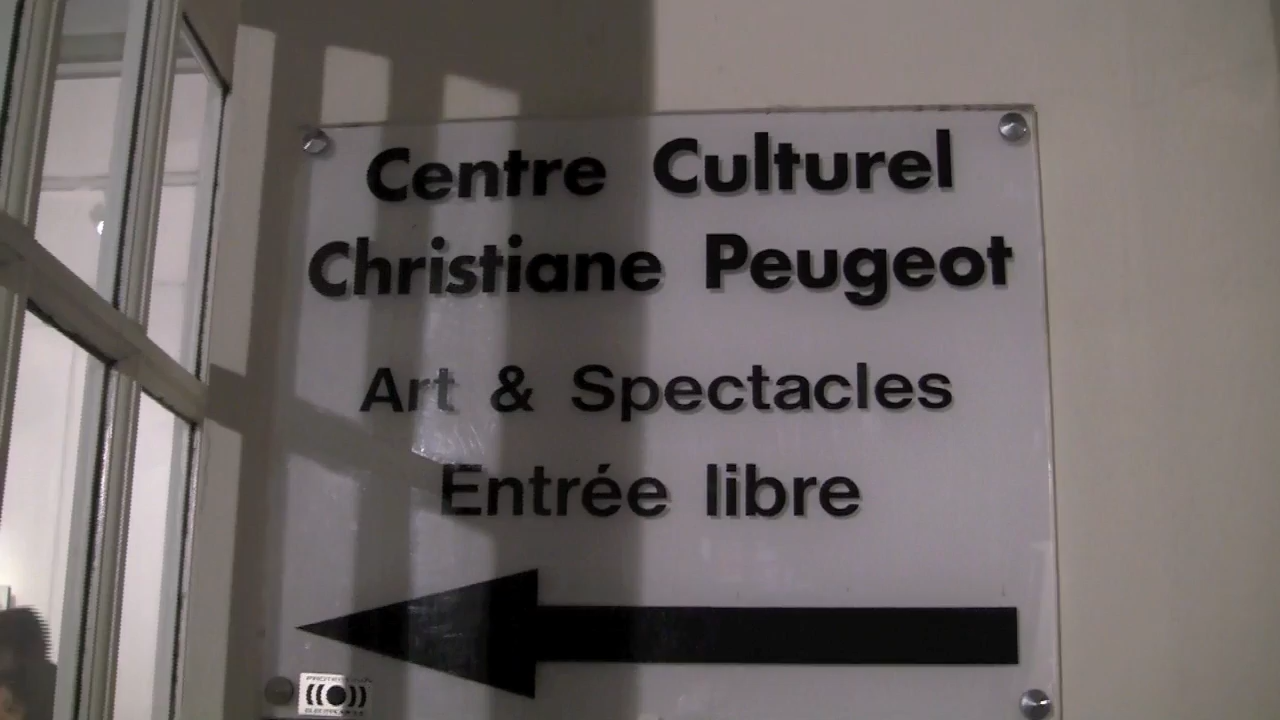 Centre Culturel
Christiane Peugeot
Art & Spectacles
Entrée libre